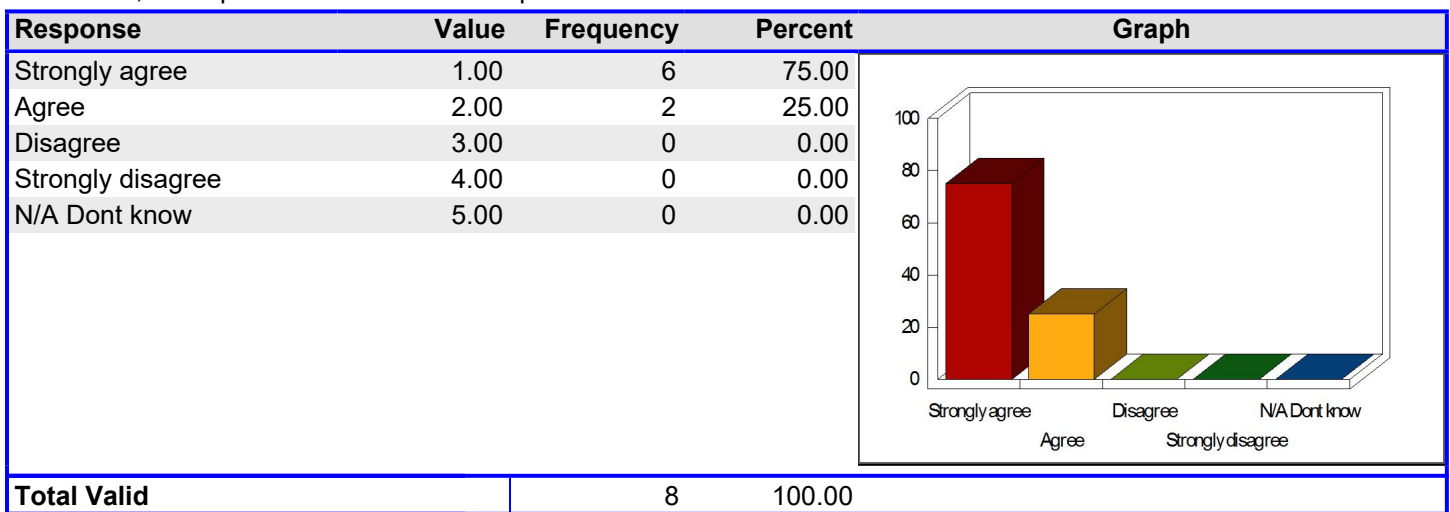 Response Value Frequency Percent Graph
Strongly agree 1.00 6 75.00
Agree 2.00 2 25.00
Disagree 3.00 0 0.00
Strongly disagree 4.00 0 0.00
N/A Dont know 5.00 0 0.00
100
80
60
40
20
0
Strongly agree Disagree N/A Dont know
Agree Strongly disagree
Total Valid 8 100.00